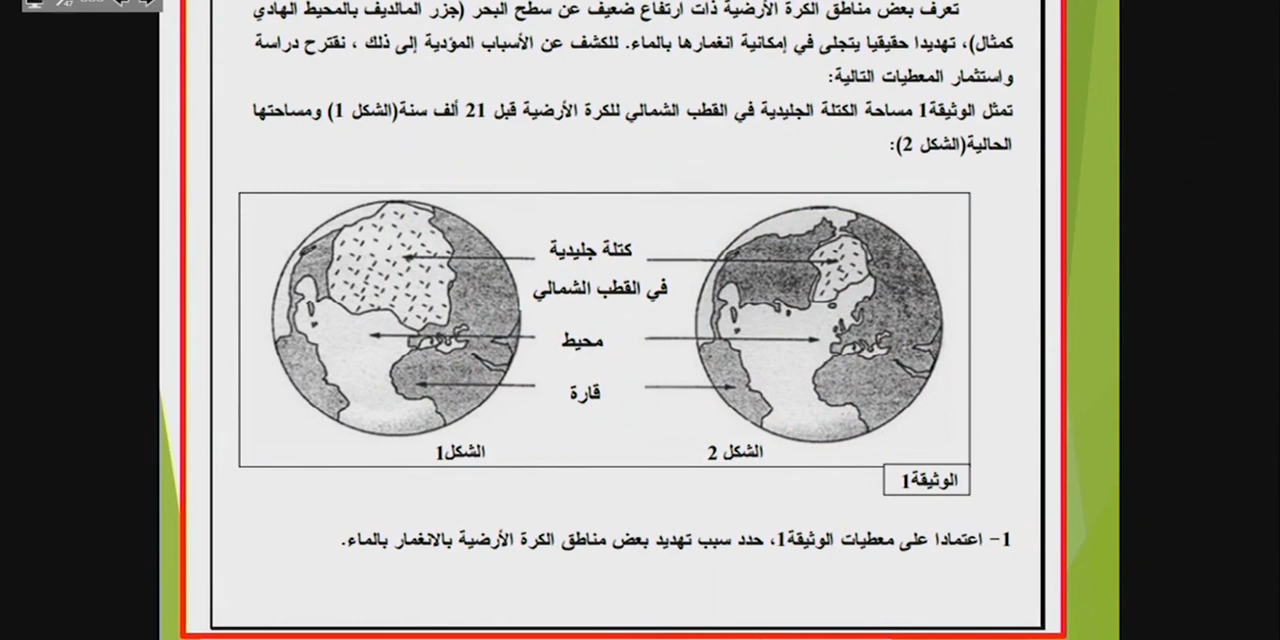 تعرف بعض مناطق الكرة الأرضية ذات ارتفاع ضعيف عن سطح البحر (جزر المالديف بالمحيط الهادي
كمثال)، تهديدا حقيقيا يتجلى في إمكانية انغمارها بالماء. للكشف عن الأسباب المؤدية إلى ذلك ، نقترح دراسة
واستثمار المعطيات التالية:
تمثل الوثيقة1 مساحة الكتلة الجليدية في القطب الشمالي للكرة الأرضية قبل 21 ألف سنة(الشكل 1) ومساحتها
الحالية(الشكل 2):
كتلة جليدية
في القطب الشمالي
محيط
قارة
الشكل 2
الشكل1
الوثيقة1
1- اعتمادا على معطيات الوثيقة1، حدد سبب تهديد بعض مناطق الكرة الأرضية بالانغمار بالماء.